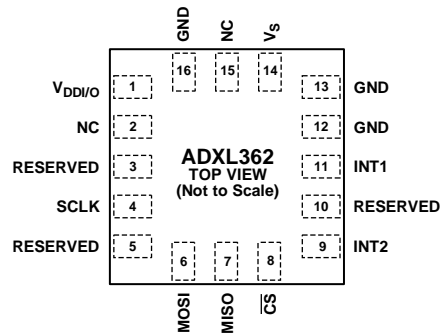 GND
NC
VS
16
15
14
VDDI/O 1
13 GND
NC 2
12 GND
RESERVED 3
ADXL362
TOP VIEW
(Not to Scale)
11 INT1
SCLK 4
10 RESERVED
RESERVED 5
9 INT2
6
7
8
MOSI
MISO
C̅S̅